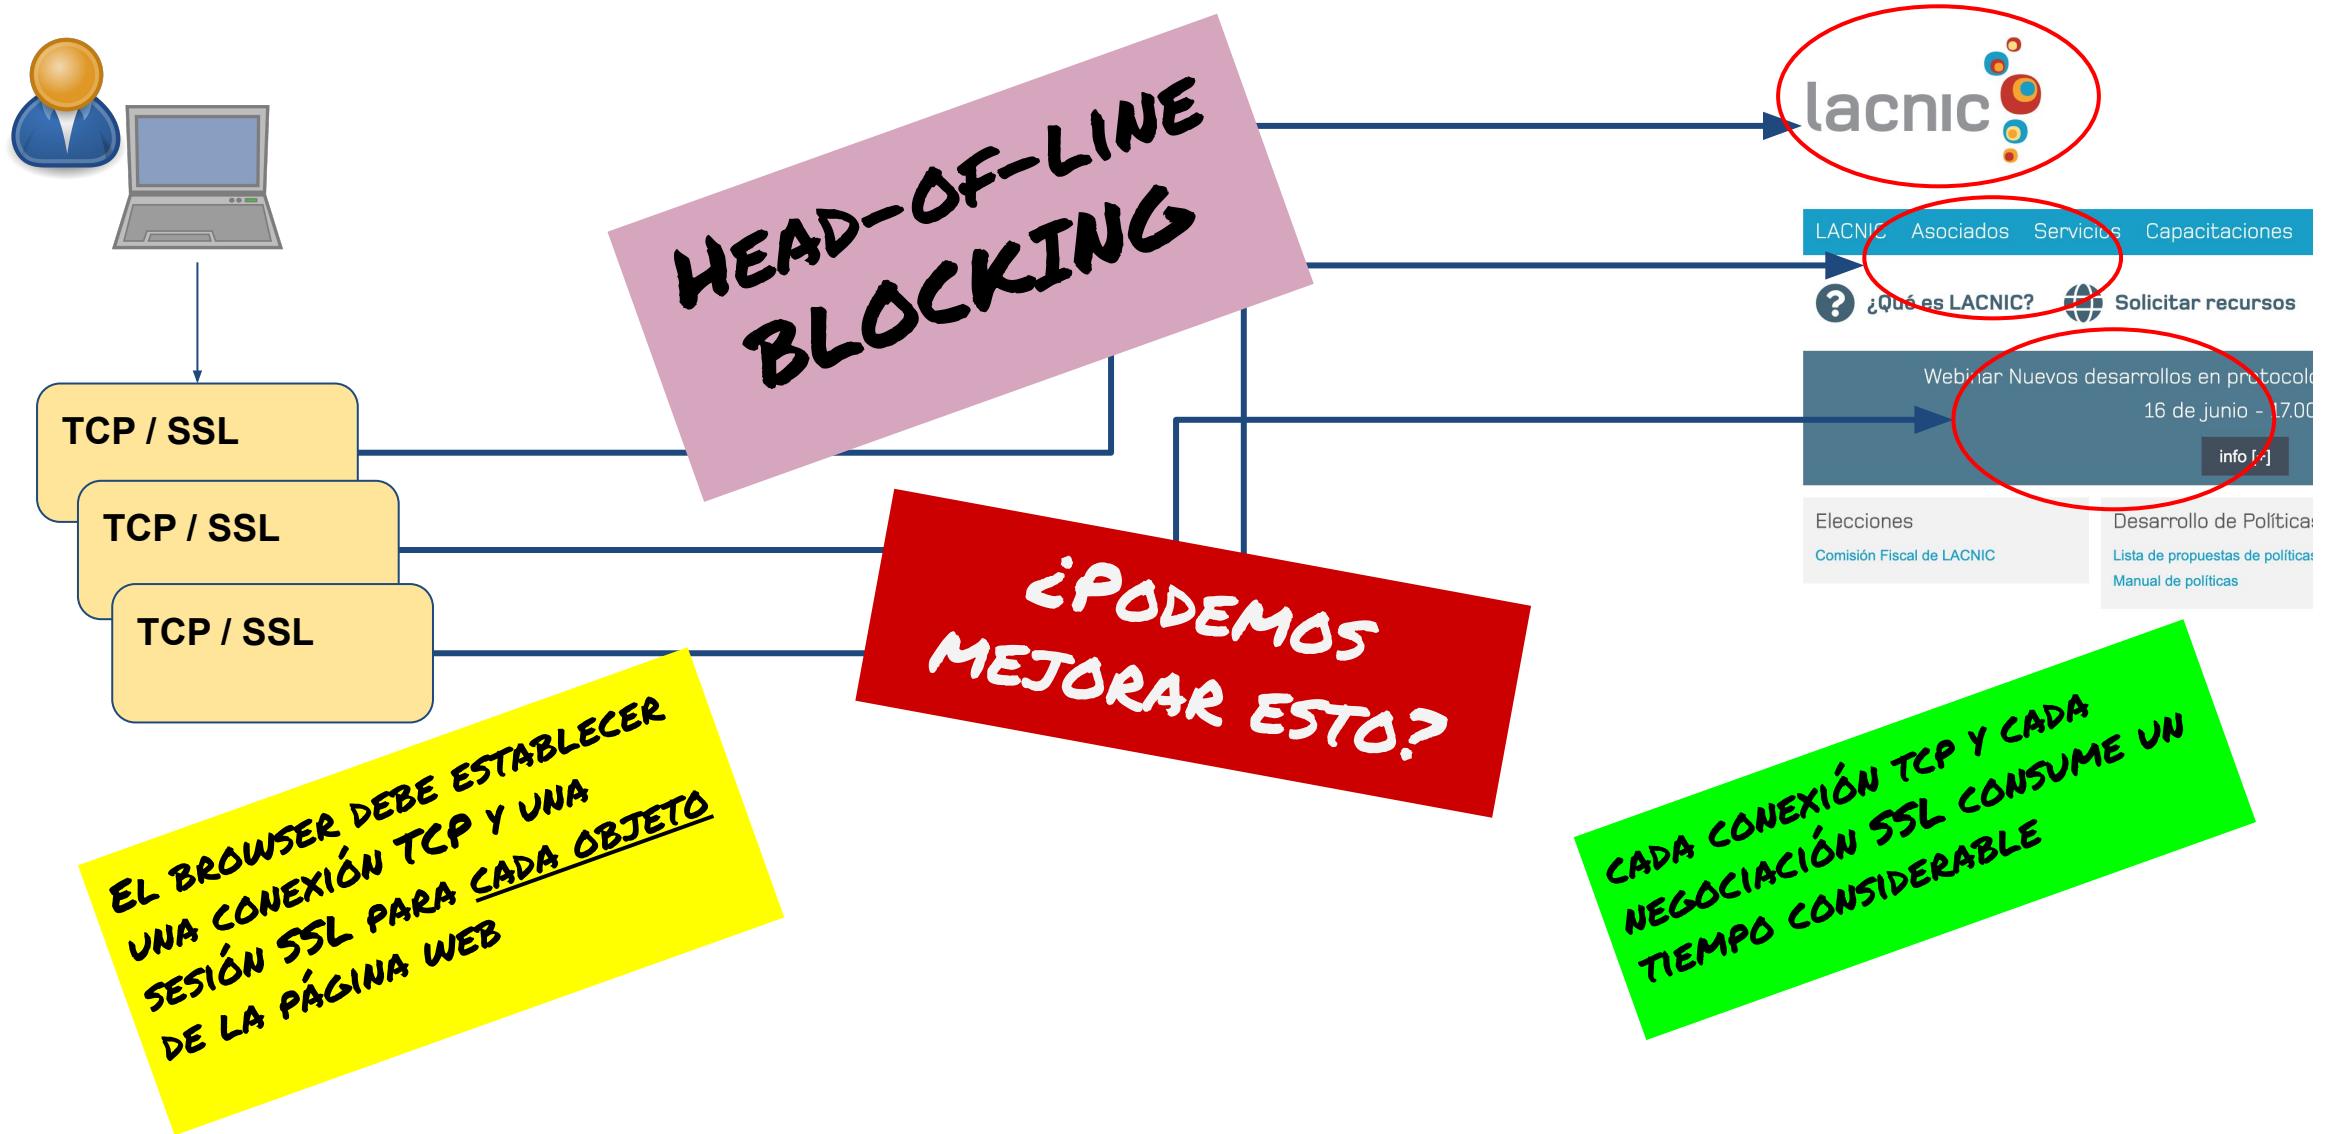 HEAD-OF-LINE
BLOCKING
lacnic
LACNIC Asociados Servicios Capacitaciones
¿Qué es LACNIC? Solicitar recursos
Webinar Nuevos desarrollos en protocolo
16 de junio - 17.00
info [+]
Elecciones
Comisión Fiscal de LACNIC
Desarrollo de Políticas
Lista de propuestas de políticas
Manual de políticas
TCP / SSL
TCP / SSL
TCP / SSL
¿PODEMOS
MEJORAR ESTO?
EL BROWSER DEBE ESTABLECER
UNA CONEXIÓN TCP Y UNA
SESIÓN SSL PARA CADA OBJETO
DE LA PÁGINA WEB
CADA CONEXIÓN TCP Y CADA
NEGOCIACIÓN SSL CONSUME UN
TIEMPO CONSIDERABLE